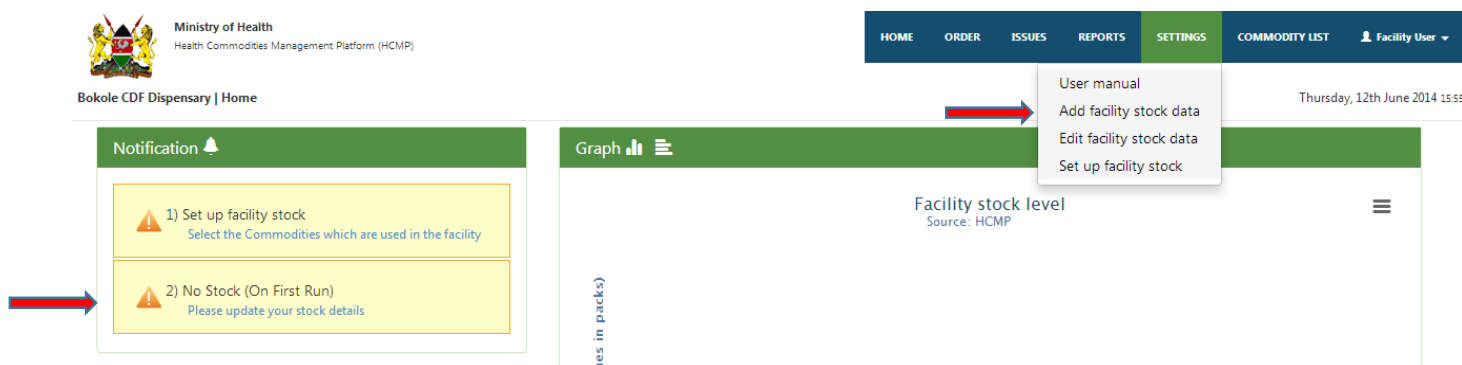 Ministry of Health
Health Commodities Management Platform (HCMP)
HOME ORDER ISSUES REPORTS SETTINGS COMMODITY LIST Facility User
User manual
Add facility stock data
Edit facility stock data
Set up facility stock
Bokole CDF Dispensary | Home
Thursday, 12th June 2014 15:55
Notification
1) Set up facility stock
Select the Commodities which are used in the facility
2) No Stock (On First Run)
Please update your stock details
Graph
Facility stock level
Source: HCMP
in packs)